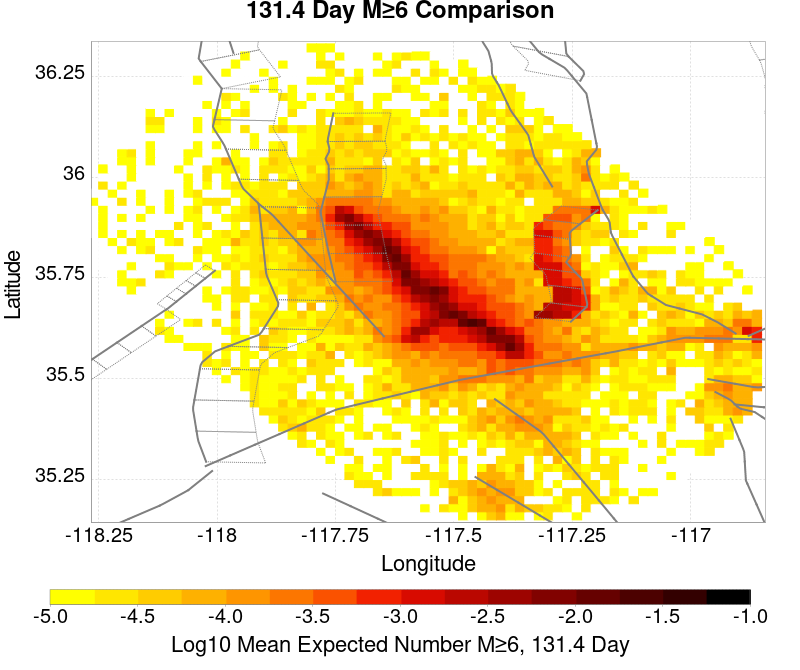 131.4 Day M≥6 Comparison
36.25
36
35.75
35.5
35.25
Latitude
-118.25 -118 -117.75 -117.5 -117.25 -117
Longitude
-5.0 -4.5 -4.0 -3.5 -3.0 -2.5 -2.0 -1.5 -1.0
Log10 Mean Expected Number M≥6, 131.4 Day